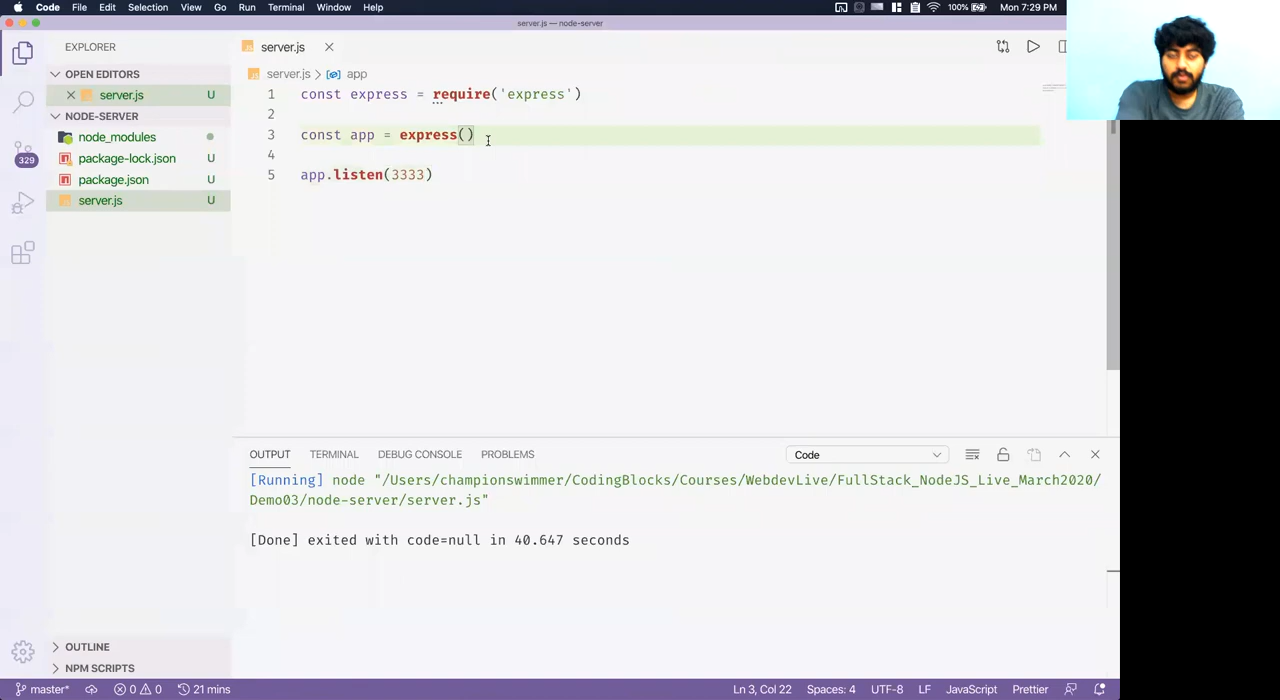 Code File Edit Selection View Go Run Terminal Window Help 100% Mon 7:29 PM
server.js — node-server
EXPLORER
server.js
OPEN EDITORS
server.js > app
server.js U
NODE-SERVER
node_modules
package-lock.json U
package.json U
server.js U
329
1 const express = require('express')
2
3 const app = express()
4
5 app.listen(3333)
OUTPUT TERMINAL DEBUG CONSOLE PROBLEMS Code
[Running] node "/Users/championswimmer/CodingBlocks/Courses/WebdevLive/FullStack_NodeJS_Live_March2020/
Demo03/node-server/server.js"
[Done] exited with code=null in 40.647 seconds
OUTLINE
NPM SCRIPTS
master* 0 0 21 mins Ln 3, Col 22 Spaces: 4 UTF-8 LF JavaScript Prettier